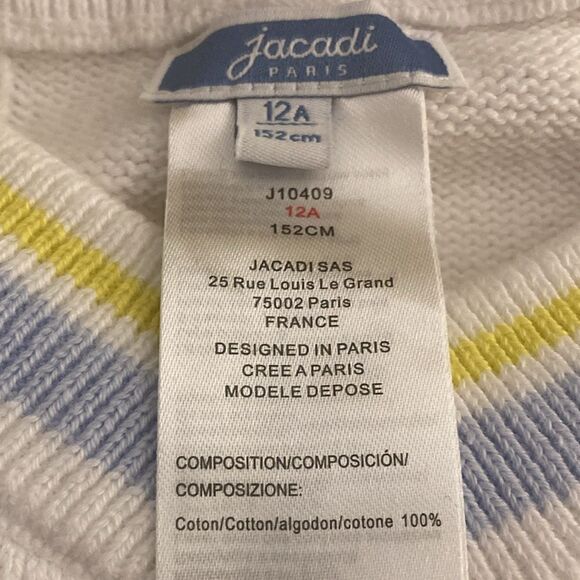 jacadi
PARIS
12A
152cm
J10409
12A
152CM
JACADI SAS
25 Rue Louis Le Grand
75002 Paris
FRANCE
DESIGNED IN PARIS
CREE A PARIS
MODELE DEPOSE
COMPOSITION/COMPOSICIÓN/
COMPOSIZIONE:
Coton/Cotton/algodon/cotone 100%